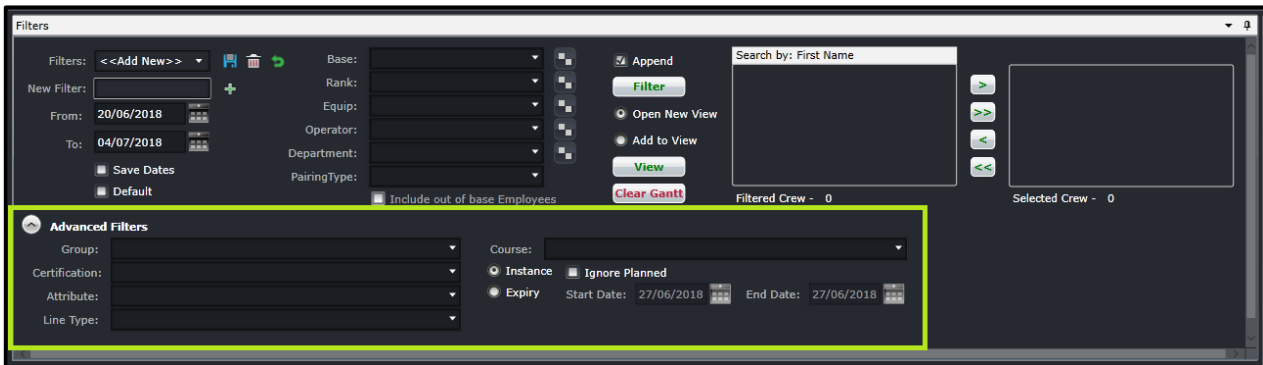 Filters
Filters: <<Add New>>
New Filter:
From: 20/06/2018
To: 04/07/2018
Save Dates
Default
Base:
Rank:
Equip:
Operator:
Department:
PairingType:
Include out of base Employees
Append
Filter
Open New View
Add to View
View
Clear Gantt
Search by: First Name
Filtered Crew - 0
>
>>
<
<<
Selected Crew - 0
Advanced Filters
Group:
Certification:
Attribute:
Line Type:
Course:
Instance Ignore Planned
Expiry Start Date: 27/06/2018 End Date: 27/06/2018